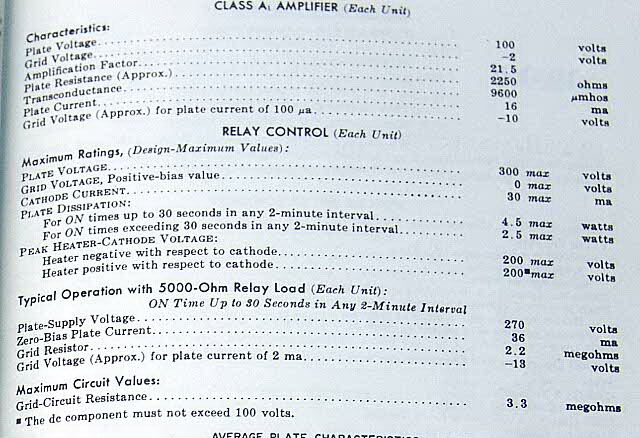 CLASS A₁ AMPLIFIER (Each Unit)
Characteristics:
Plate Voltage 100 volts
Grid Voltage -2 volts
Amplification Factor 21.5
Plate Resistance (Approx.) 2250 ohms
Transconductance 9600 μmhos
Plate Current 16 ma
Grid Voltage (Approx.) for plate current of 100 μa -10 volts
RELAY CONTROL (Each Unit)
Maximum Ratings, (Design-Maximum Values):
PLATE VOLTAGE 300 max volts
GRID VOLTAGE, Positive-bias value 0 max volts
CATHODE CURRENT 30 max ma
PLATE DISSIPATION:
For ON times up to 30 seconds in any 2-minute interval 4.5 max watts
For ON times exceeding 30 seconds in any 2-minute interval 2.5 max watts
PEAK HEATER-CATHODE VOLTAGE:
Heater negative with respect to cathode 200 max volts
Heater positive with respect to cathode 200■max volts
Typical Operation with 5000-Ohm Relay Load (Each Unit):
ON Time Up to 30 Seconds in Any 2-Minute Interval
Plate-Supply Voltage 270 volts
Zero-Bias Plate Current 36 ma
Grid Resistor 2.2 megohms
Grid Voltage (Approx.) for plate current of 2 ma -13 volts
Maximum Circuit Values:
Grid-Circuit Resistance 3.3 megohms
■ The dc component must not exceed 100 volts.
AVERAGE PLATE CHARACTERISTICS